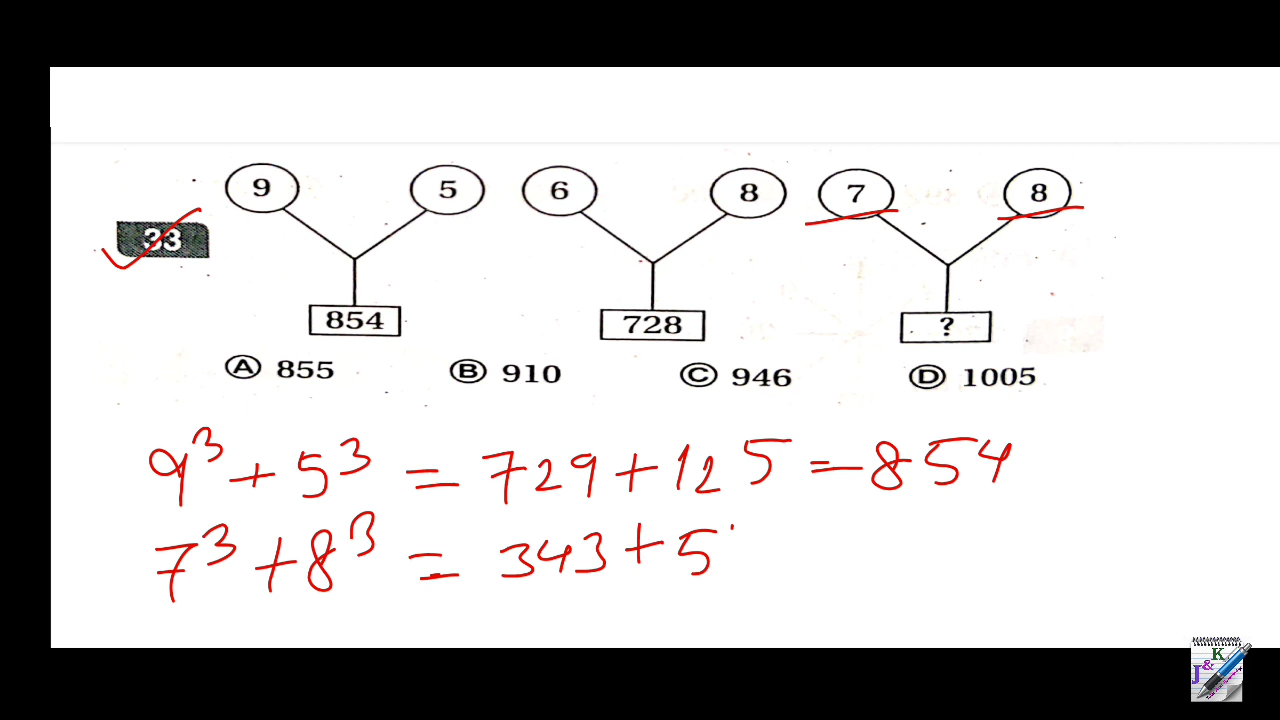 9 5 6 8 7 8
33
854 728 ?
Ⓐ 855 Ⓑ 910 Ⓒ 946 Ⓓ 1005
9³ + 5³ = 729 + 125 = 854
7³ + 8³ = 343 + 5
J&K